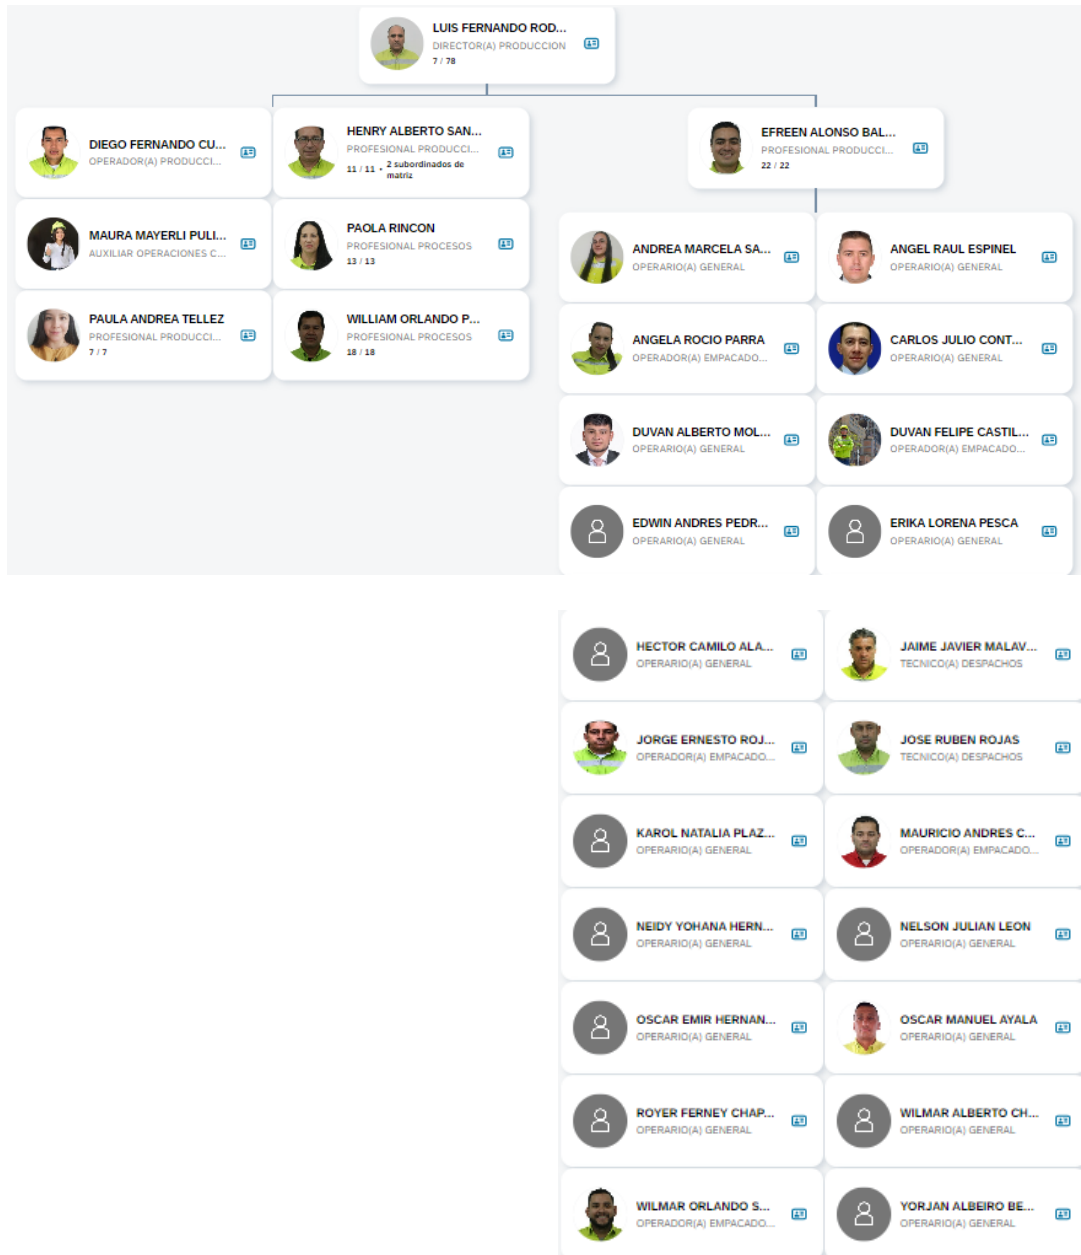 LUIS FERNANDO ROD...
DIRECTOR(A) PRODUCCION
7 / 78
DIEGO FERNANDO CU...
OPERADOR(A) PRODUCCI...
HENRY ALBERTO SAN...
PROFESIONAL PRODUCCI...
11 / 11 • 2 subordinados de
matriz
EFREEN ALONSO BAL...
PROFESIONAL PRODUCCI...
22 / 22
MAURA MAYERLI PULI...
AUXILIAR OPERACIONES C...
PAOLA RINCON
PROFESIONAL PROCESOS
13 / 13
PAULA ANDREA TELLEZ
PROFESIONAL PRODUCCI...
7 / 7
WILLIAM ORLANDO P...
PROFESIONAL PROCESOS
18 / 18
ANDREA MARCELA SA...
OPERARIO(A) GENERAL
ANGEL RAUL ESPINEL
OPERARIO(A) GENERAL
ANGELA ROCIO PARRA
OPERADOR(A) EMPACADO...
CARLOS JULIO CONT...
OPERARIO(A) GENERAL
DUVAN ALBERTO MOL...
OPERARIO(A) GENERAL
DUVAN FELIPE CASTIL...
OPERADOR(A) EMPACADO...
EDWIN ANDRES PEDR...
OPERARIO(A) GENERAL
ERIKA LORENA PESCA
OPERARIO(A) GENERAL
HECTOR CAMILO ALA...
OPERARIO(A) GENERAL
JAIME JAVIER MALAV...
TECNICO(A) DESPACHOS
JORGE ERNESTO ROJ...
OPERADOR(A) EMPACADO...
JOSE RUBEN ROJAS
TECNICO(A) DESPACHOS
KAROL NATALIA PLAZ...
OPERARIO(A) GENERAL
MAURICIO ANDRES C...
OPERADOR(A) EMPACADO...
NEIDY YOHANA HERN...
OPERARIO(A) GENERAL
NELSON JULIAN LEON
OPERARIO(A) GENERAL
OSCAR EMIR HERNAN...
OPERARIO(A) GENERAL
OSCAR MANUEL AYALA
OPERARIO(A) GENERAL
ROYER FERNEY CHAP...
OPERARIO(A) GENERAL
WILMAR ALBERTO CH...
OPERARIO(A) GENERAL
WILMAR ORLANDO S...
OPERADOR(A) EMPACADO...
YORJAN ALBEIRO BE...
OPERARIO(A) GENERAL